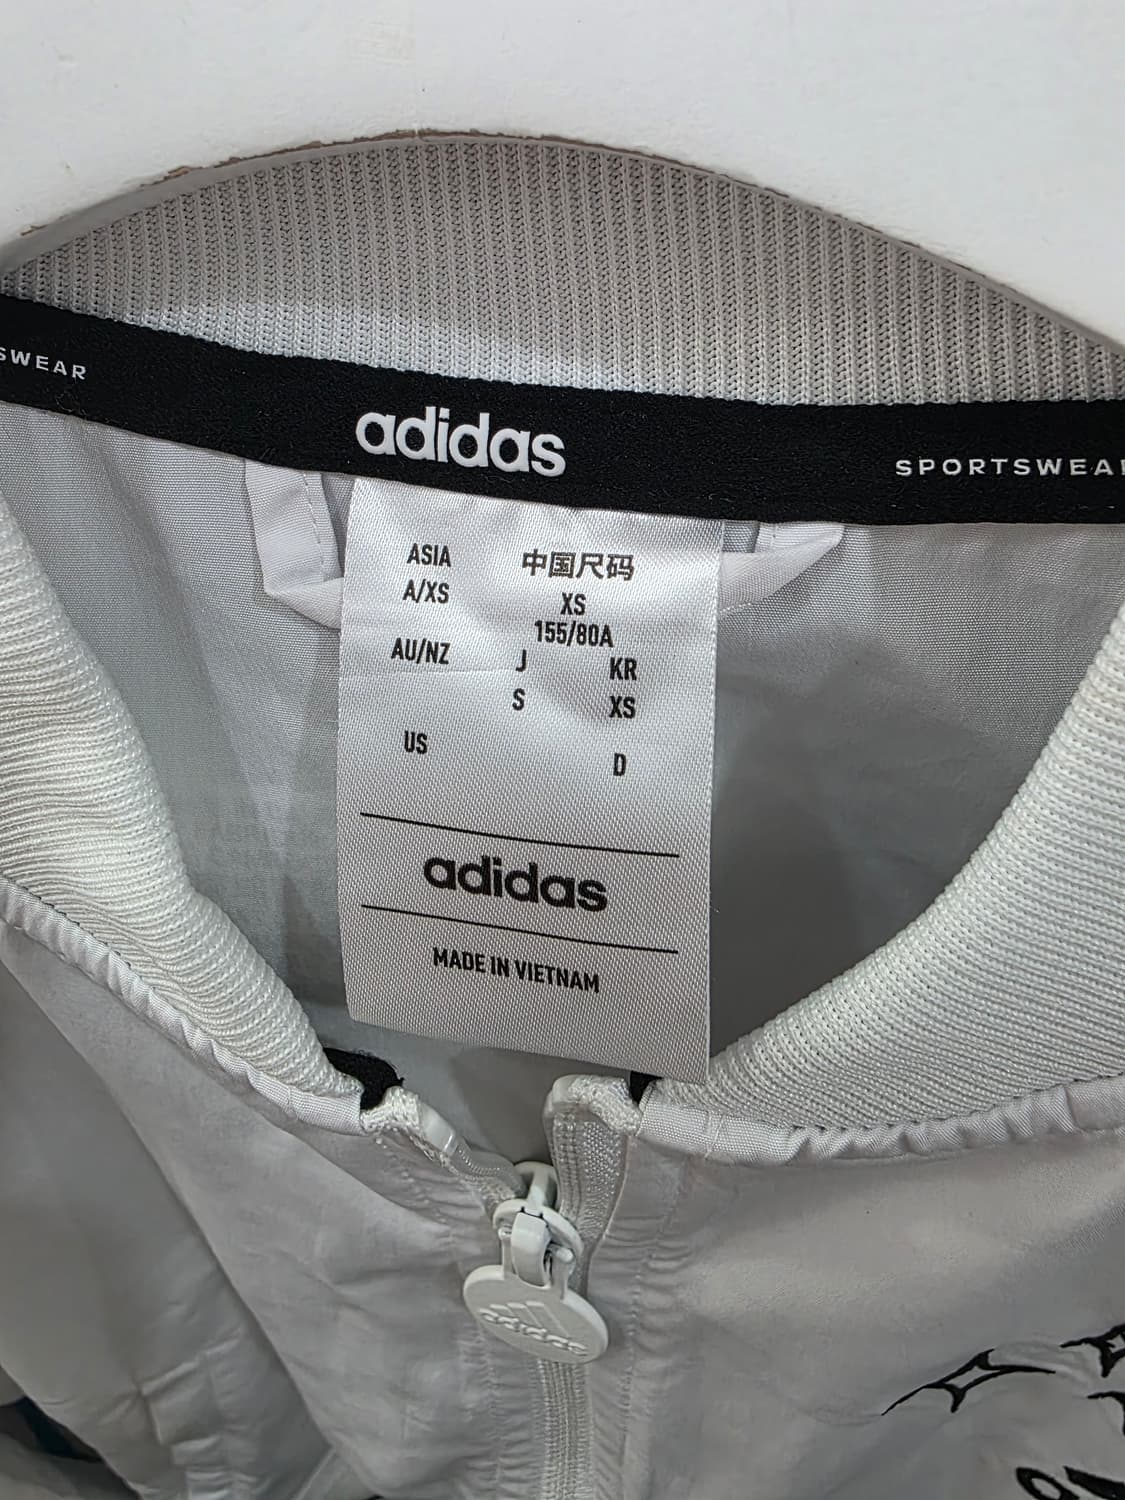 SWEAR
adidas
SPORTSWEAR
ASIA 中国尺码
A/XS XS
155/80A
AU/NZ J KR
S XS
US D
adidas
MADE IN VIETNAM
adidas